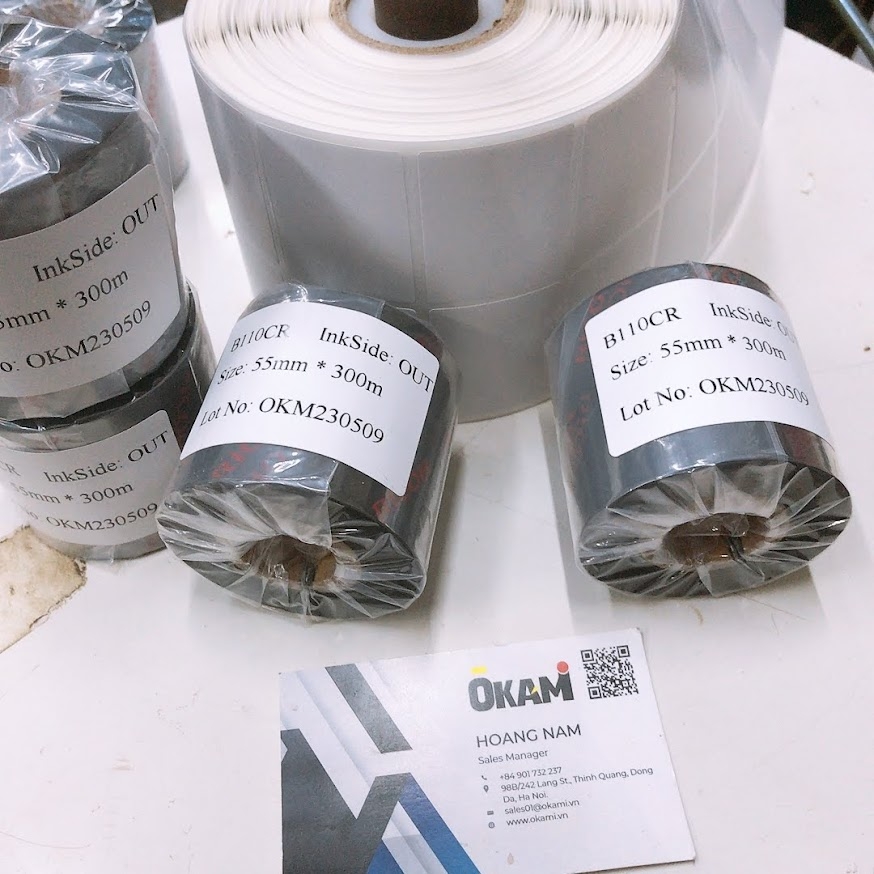 InkSide: OUT
mm * 300m
OKM230509
InkSide: OUT
55mm * 300m
No: OKM230509
B110CR InkSide: OUT
Size: 55mm * 300m
Lot No: OKM230509
B110CR InkSide: OU
Size: 55mm * 300m
Lot No: OKM230509
OKAMI
HOANG NAM
Sales Manager
+84 901 732 237
98B/242 Lang St., Thinh Quang, Dong
Da, Ha Noi.
sales01@okami.vn
www.okami.vn